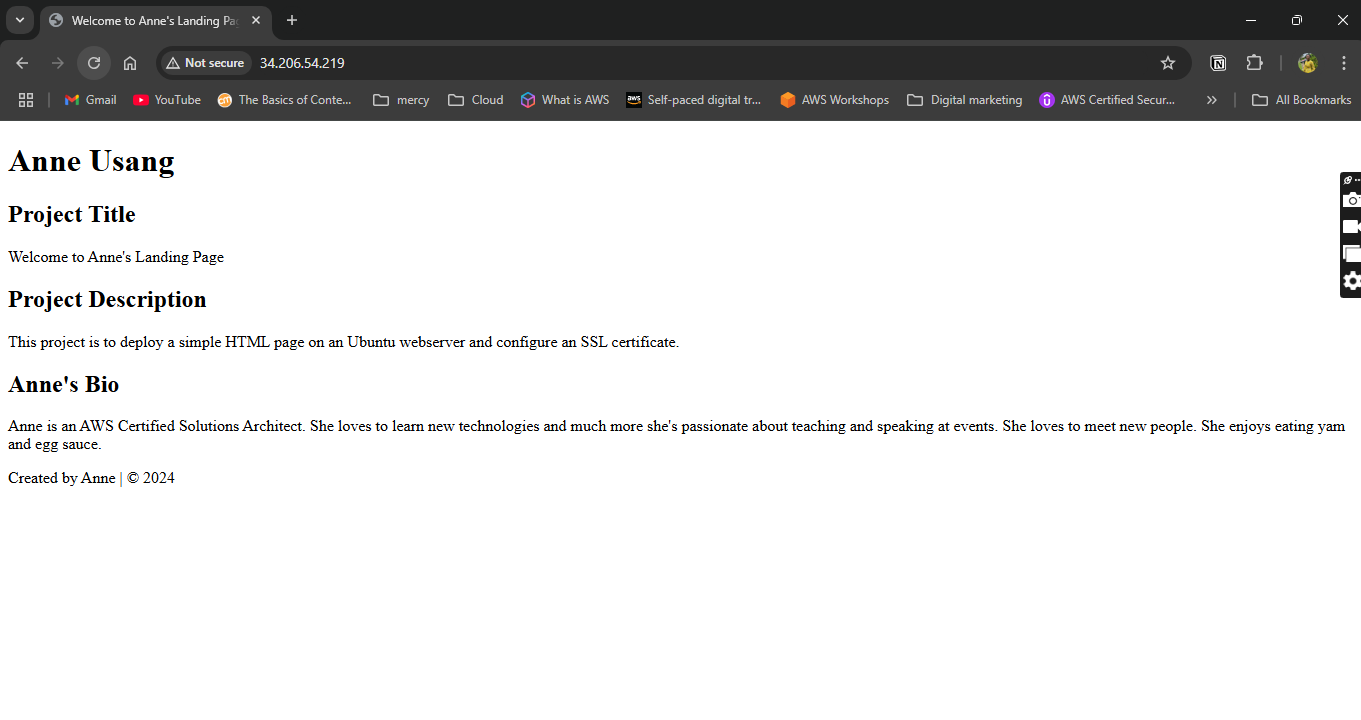 Welcome to Anne's Landing Pa
Not secure 34.206.54.219
Gmail YouTube The Basics of Conte... mercy Cloud What is AWS aws Self-paced digital tr... AWS Workshops Digital marketing AWS Certified Secur... » All Bookmarks
Anne Usang
Project Title
Welcome to Anne's Landing Page
Project Description
This project is to deploy a simple HTML page on an Ubuntu webserver and configure an SSL certificate.
Anne's Bio
Anne is an AWS Certified Solutions Architect. She loves to learn new technologies and much more she's passionate about teaching and speaking at events. She loves to meet new people. She enjoys eating yam
and egg sauce.
Created by Anne | © 2024